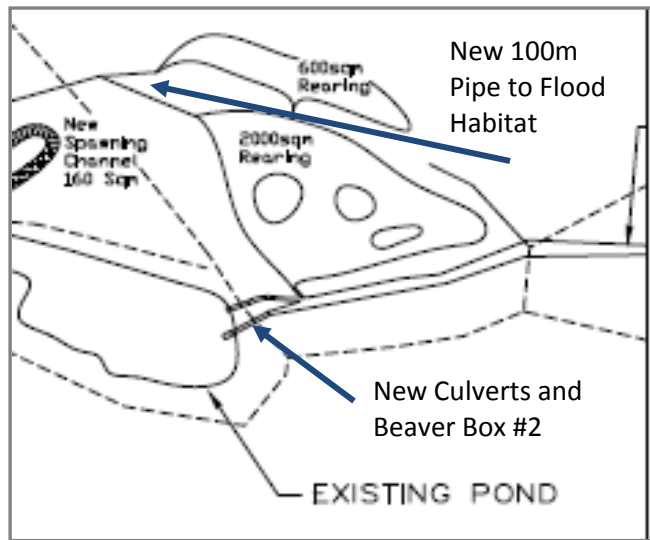 New 100m
Pipe to Flood
Habitat
600sqm
Rearing
New
Spawning
Channel
160 Sqm
2000sqm
Rearing
New Culverts and
Beaver Box #2
EXISTING POND